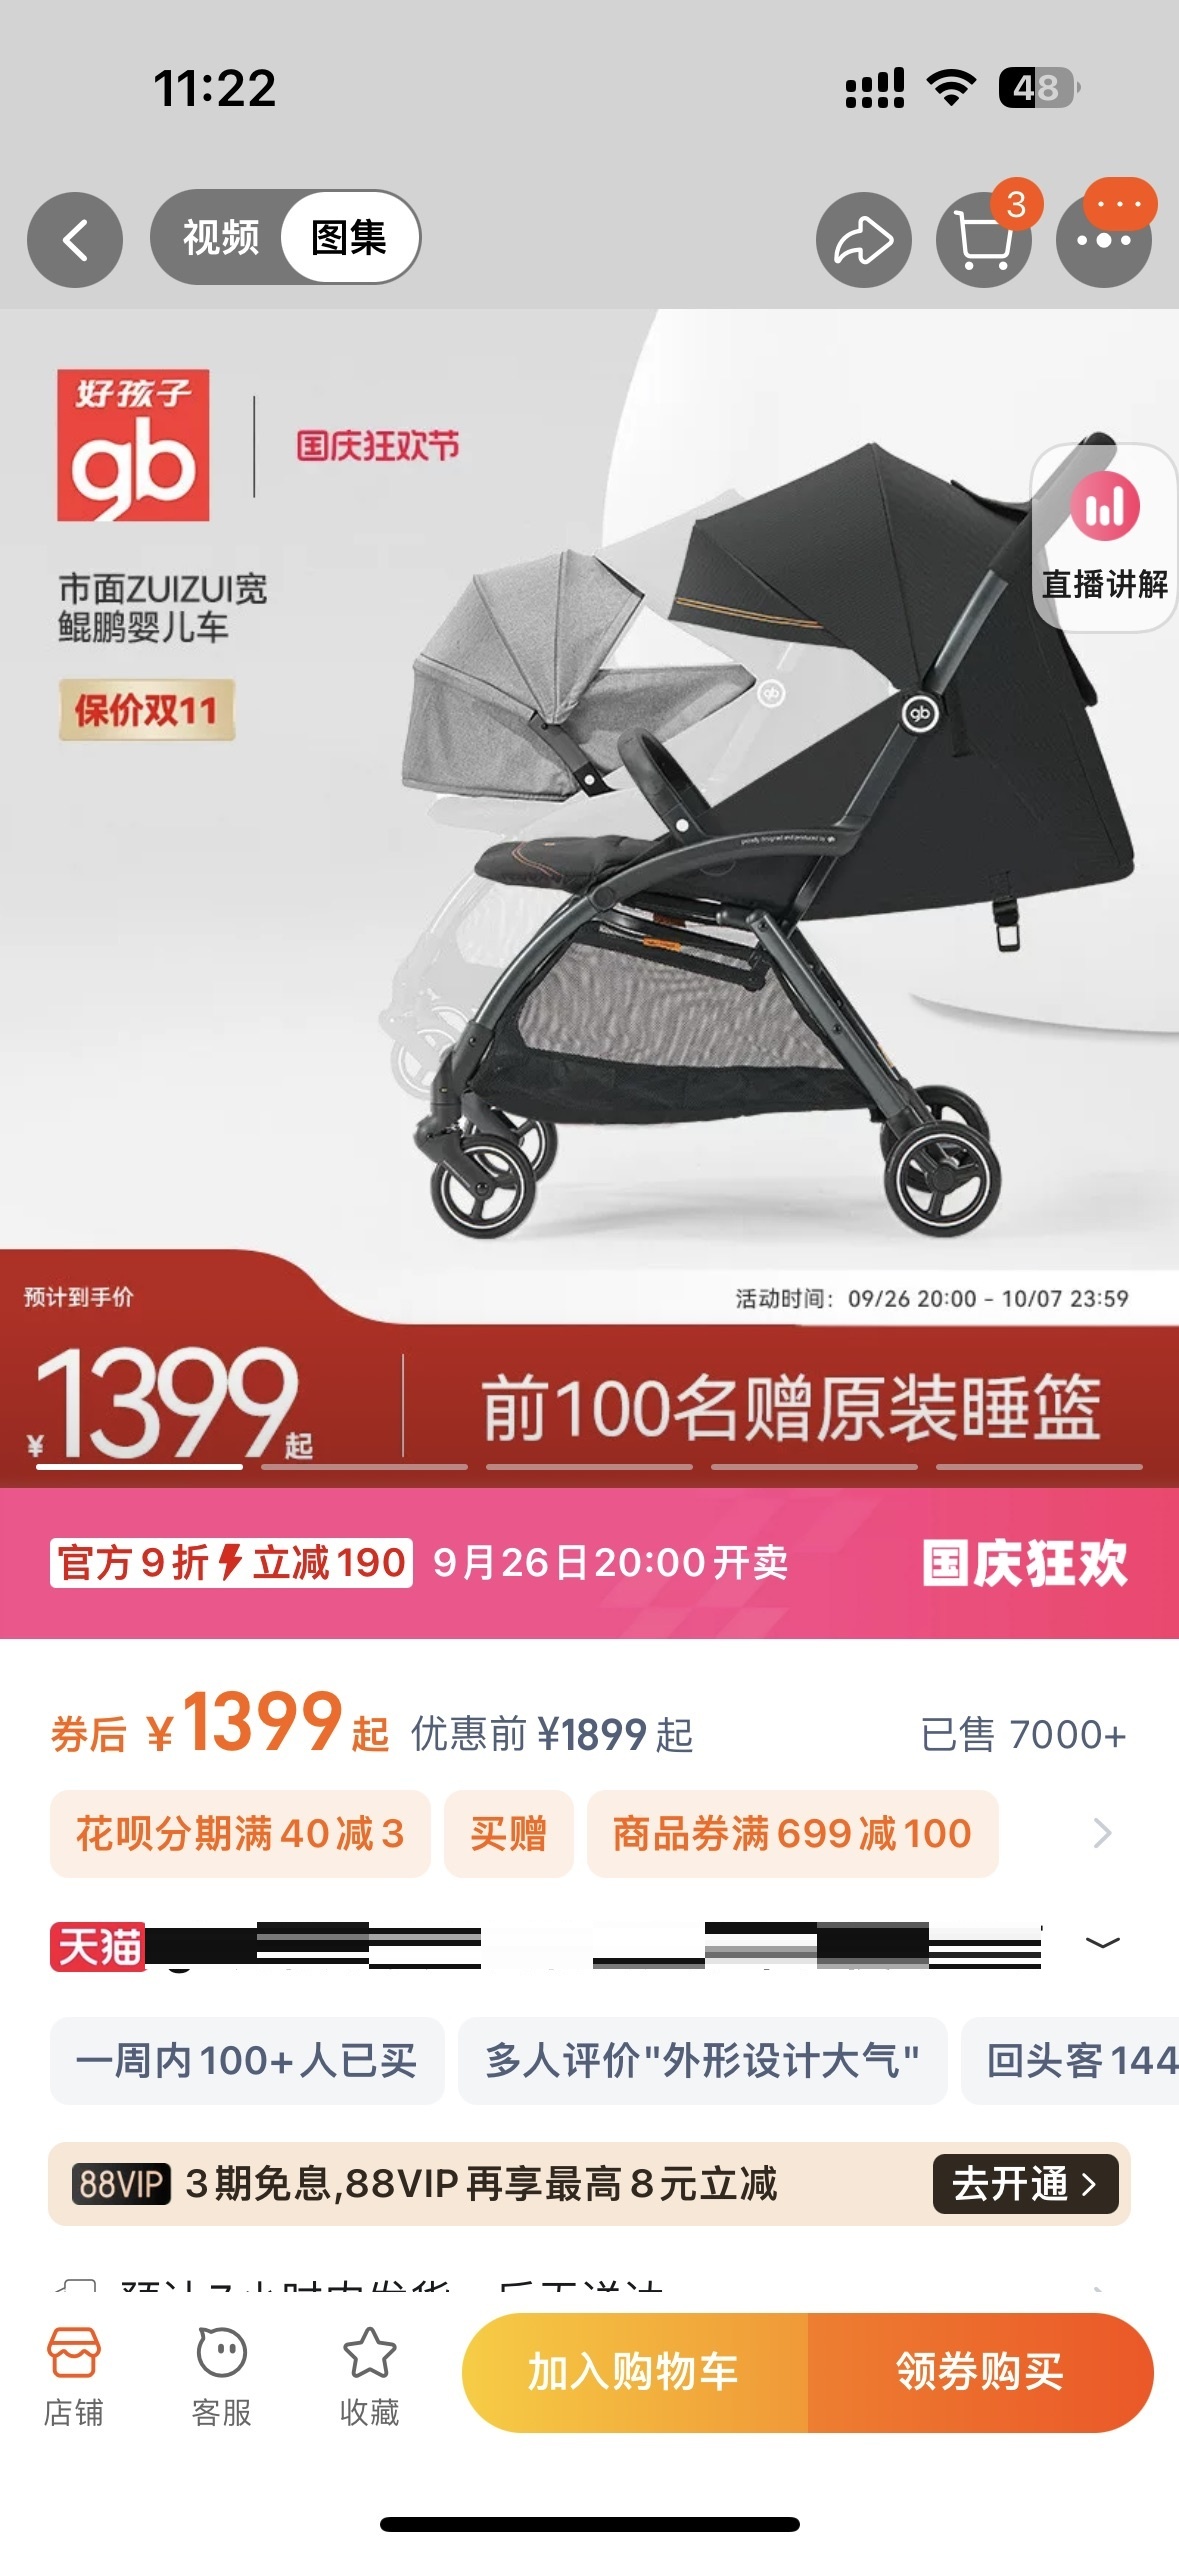 11:22
48
视频 图集
3
好孩子
gb
国庆狂欢节
直播讲解
市面ZUIZUI宽
鲲鹏婴儿车
保价双11
gb
gb
预计到手价
活动时间：09/26 20:00 - 10/07 23:59
¥1399起
前100名赠原装睡篮
官方9折立减190 9月26日20:00开卖 国庆狂欢
券后 ¥1399起 优惠前 ¥1899起 已售 7000+
花呗分期满40减3 买赠 商品券满699减100
天猫
一周内100+人已买 多人评价"外形设计大气" 回头客144
88VIP 3期免息,88VIP再享最高8元立减 去开通
店铺 客服 收藏 加入购物车 领券购买